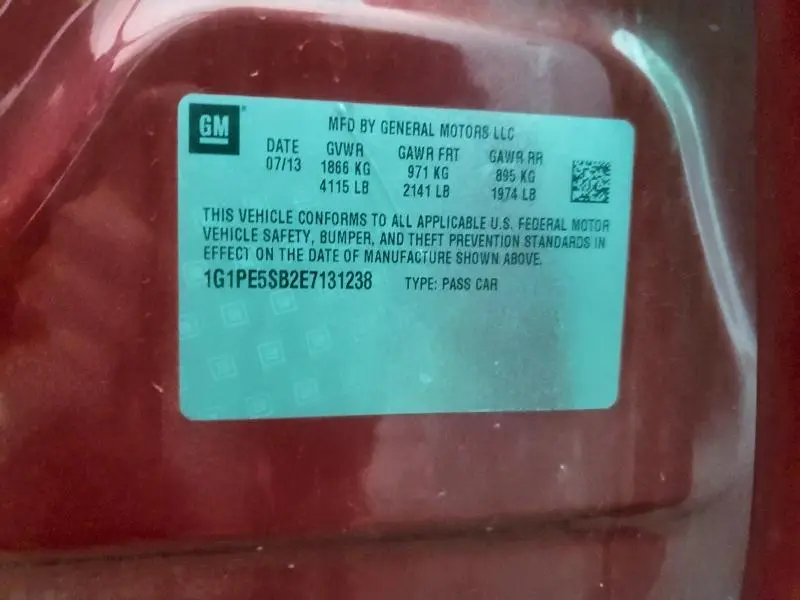 GM
MFD BY GENERAL MOTORS LLC
DATE GVWR GAWR FRT GAWR RR
07/13 1866 KG 971 KG 895 KG
4115 LB 2141 LB 1974 LB
THIS VEHICLE CONFORMS TO ALL APPLICABLE U.S. FEDERAL MOTOR
VEHICLE SAFETY, BUMPER, AND THEFT PREVENTION STANDARDS IN
EFFECT ON THE DATE OF MANUFACTURE SHOWN ABOVE.
1G1PE5SB2E7131238 TYPE: PASS CAR